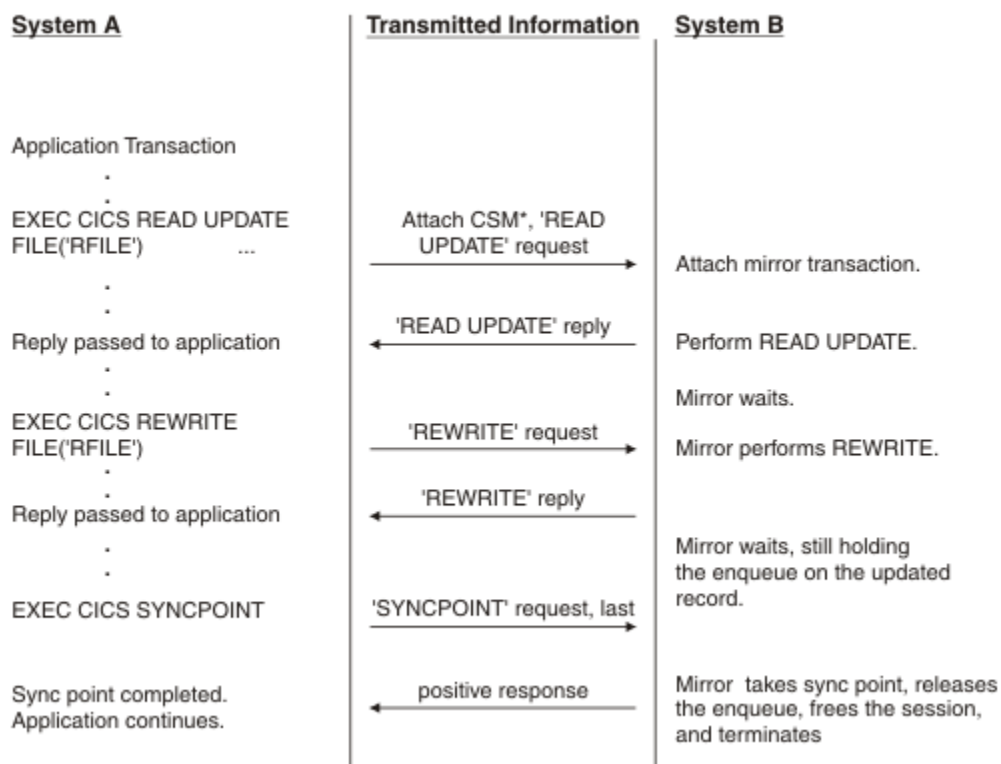 System A
Transmitted Information
System B
Application Transaction
.
.
EXEC CICS READ UPDATE
FILE('RFILE') ...
Attach CSM*, 'READ
UPDATE' request
Attach mirror transaction.
.
.
'READ UPDATE' reply
Reply passed to application
Perform READ UPDATE.
.
.
Mirror waits.
EXEC CICS REWRITE
FILE('RFILE')
'REWRITE' request
Mirror performs REWRITE.
.
.
'REWRITE' reply
Reply passed to application
.
.
Mirror waits, still holding
the enqueue on the updated
record.
EXEC CICS SYNCPOINT
'SYNCPOINT' request, last
Sync point completed.
Application continues.
positive response
Mirror takes sync point, releases
the enqueue, frees the session,
and terminates